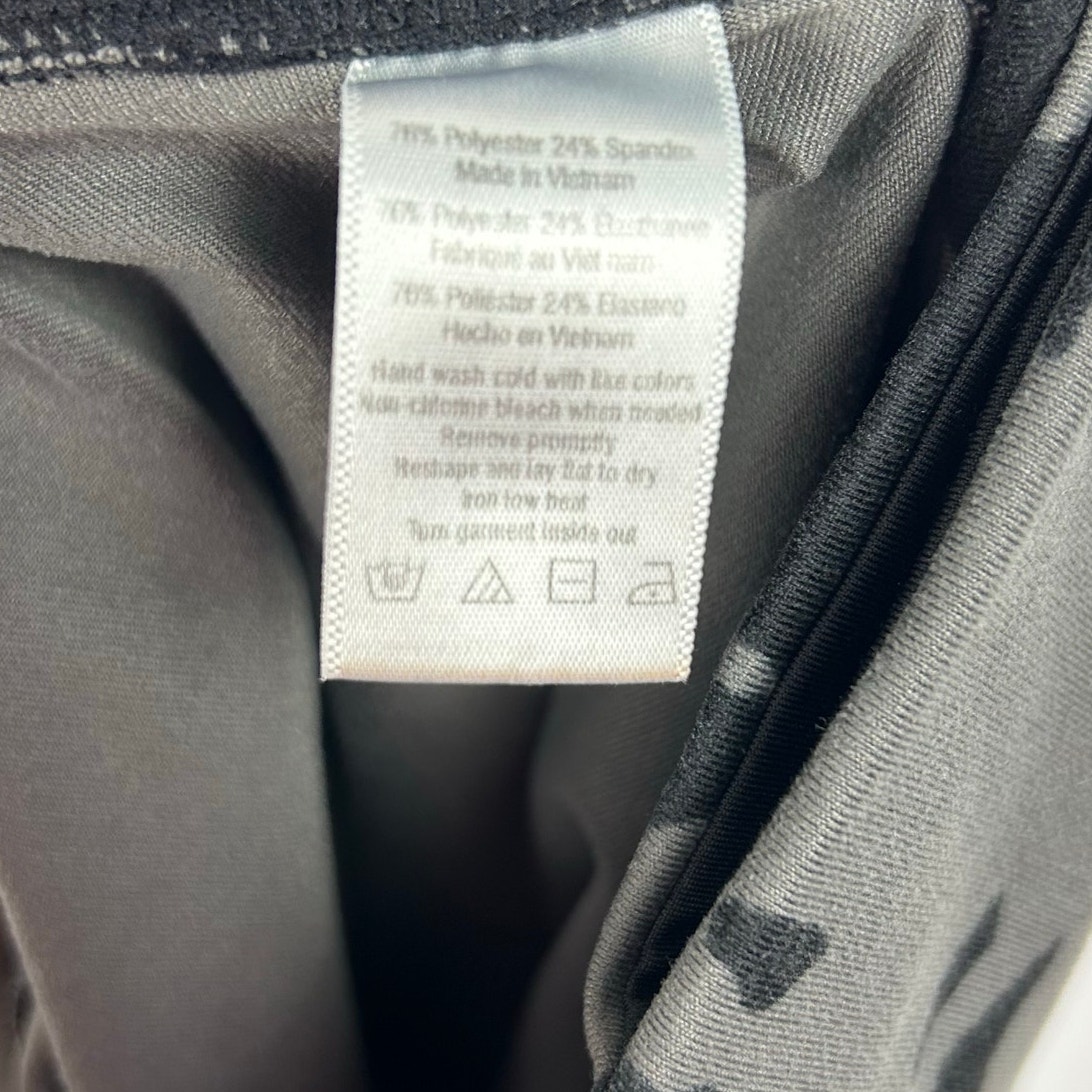 76% Polyester 24% Spandex
Made in Vietnam
76% Polyester 24% Elasthanne
Fabriqué au Viêt nam
76% Poliéster 24% Elastano
Hecho en Vietnam
Hand wash cold with like colors
Non-chlorine bleach when needed
Remove promptly
Reshape and lay flat to dry
Iron low heat
Turn garment inside out